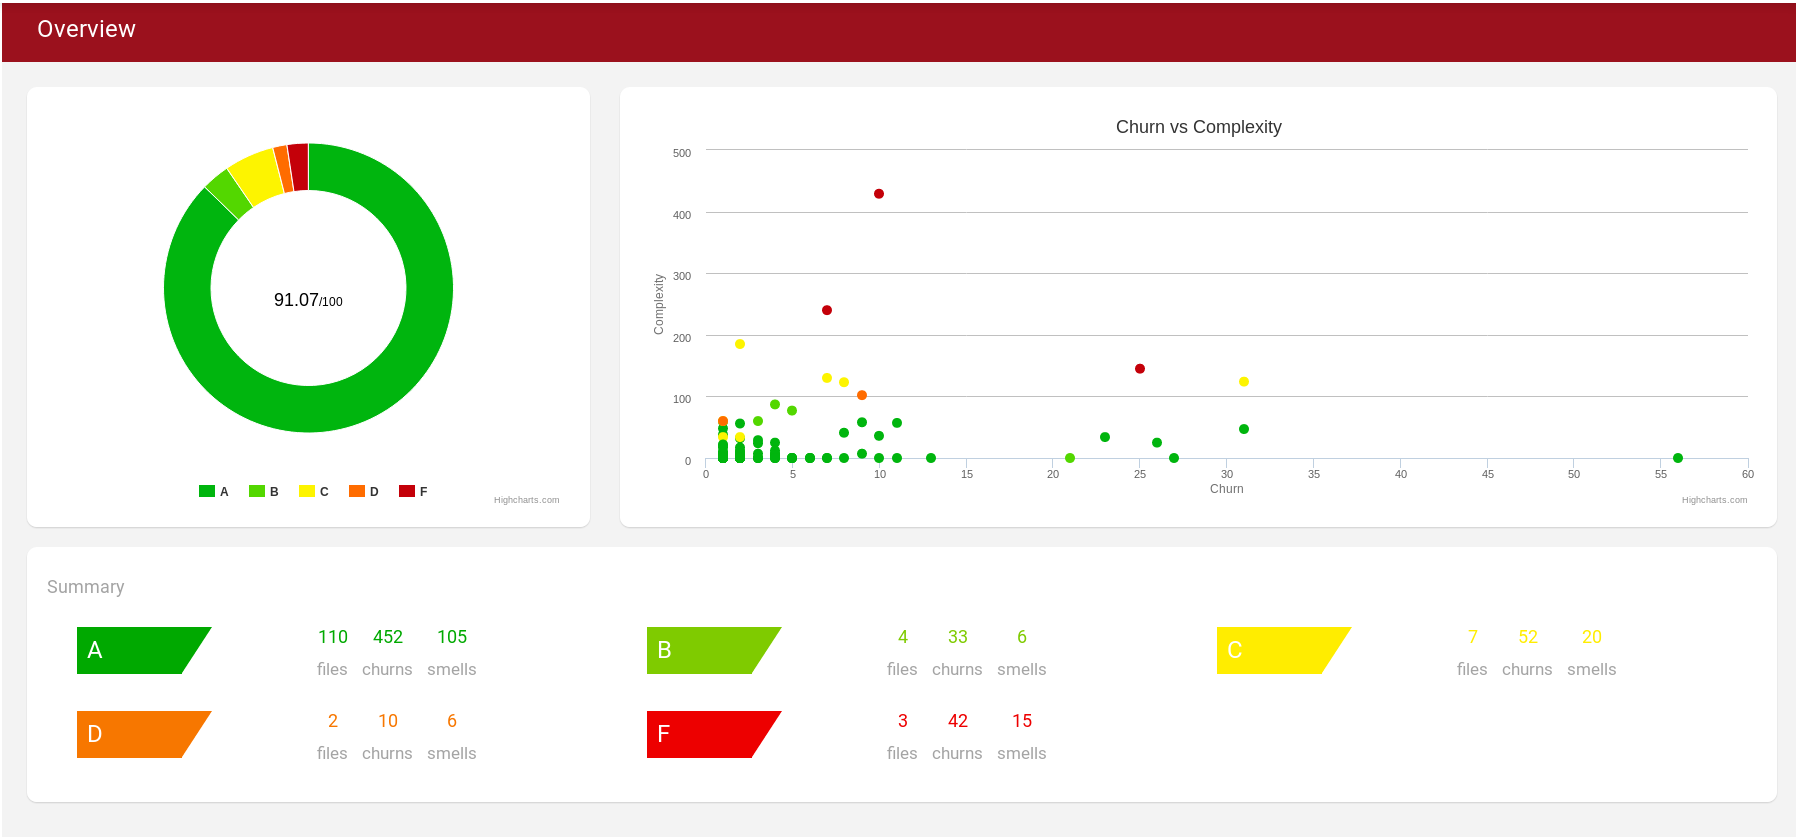 Overview
91.07/100
A B C D F
Highcharts.com
Churn vs Complexity
Complexity
500
400
300
200
100
0
0 5 10 15 20 25 30 35 40 45 50 55 60
Churn
Highcharts.com
Summary
A
110 452 105
files churns smells
B
4 33 6
files churns smells
C
7 52 20
files churns smells
D
2 10 6
files churns smells
F
3 42 15
files churns smells